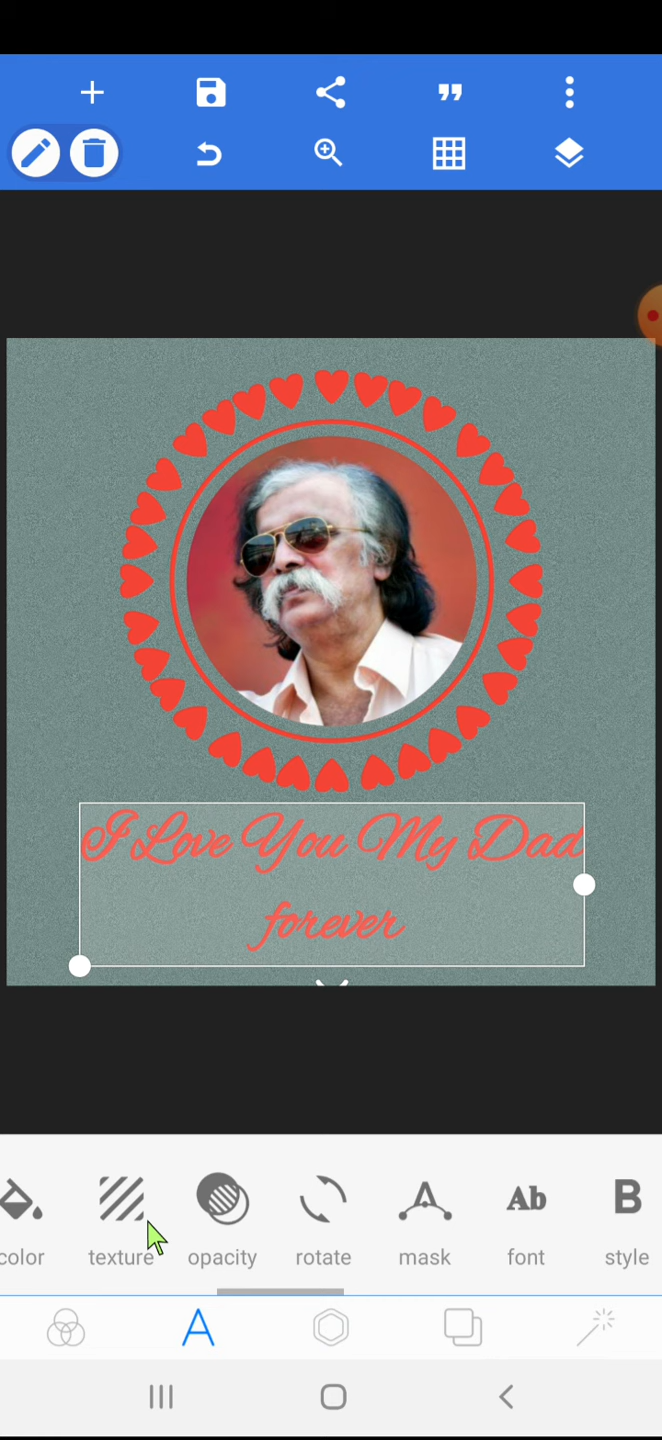 I Love You My Dad
forever
color
texture
opacity
rotate
mask
Ab
font
B
style